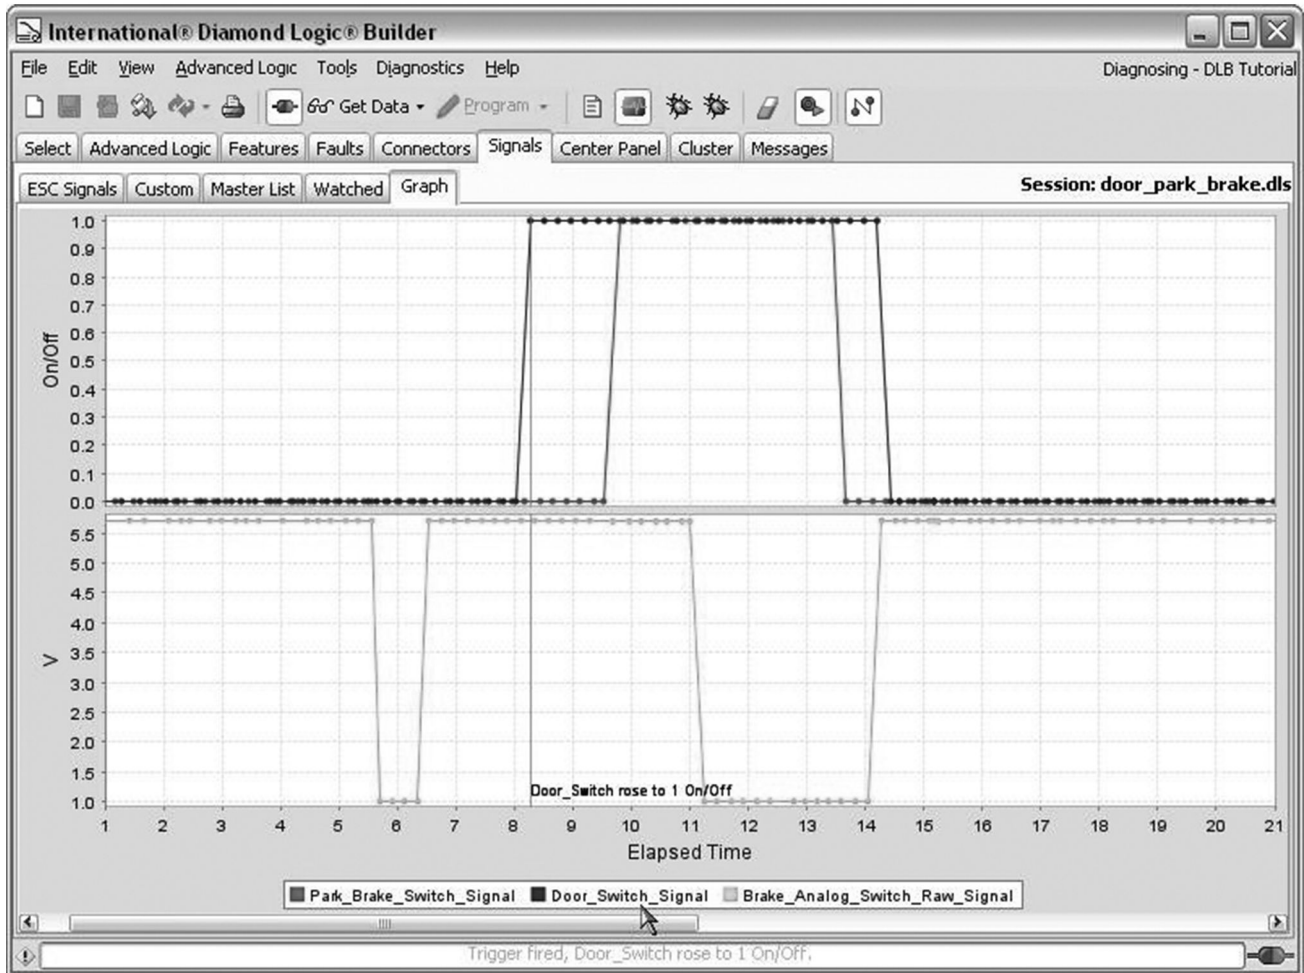 International® Diamond Logic® Builder
File Edit View Advanced Logic Tools Diagnostics Help Diagnosing - DLB Tutorial
Get Data Program
Select Advanced Logic Features Faults Connectors Signals Center Panel Cluster Messages
ESC Signals Custom Master List Watched Graph Session: door_park_brake.dls
1.0
0.9
0.8
0.7
0.6
0.5
0.4
0.3
0.2
0.1
0.0
On/Off
5.5
5.0
4.5
4.0
3.5
3.0
2.5
2.0
1.5
1.0
V
Door_Switch rose to 1 On/Off
1 2 3 4 5 6 7 8 9 10 11 12 13 14 15 16 17 18 19 20 21
Elapsed Time
Park_Brake_Switch_Signal Door_Switch_Signal Brake_Analog_Switch_Raw_Signal
Trigger fired, Door_Switch rose to 1 On/Off.